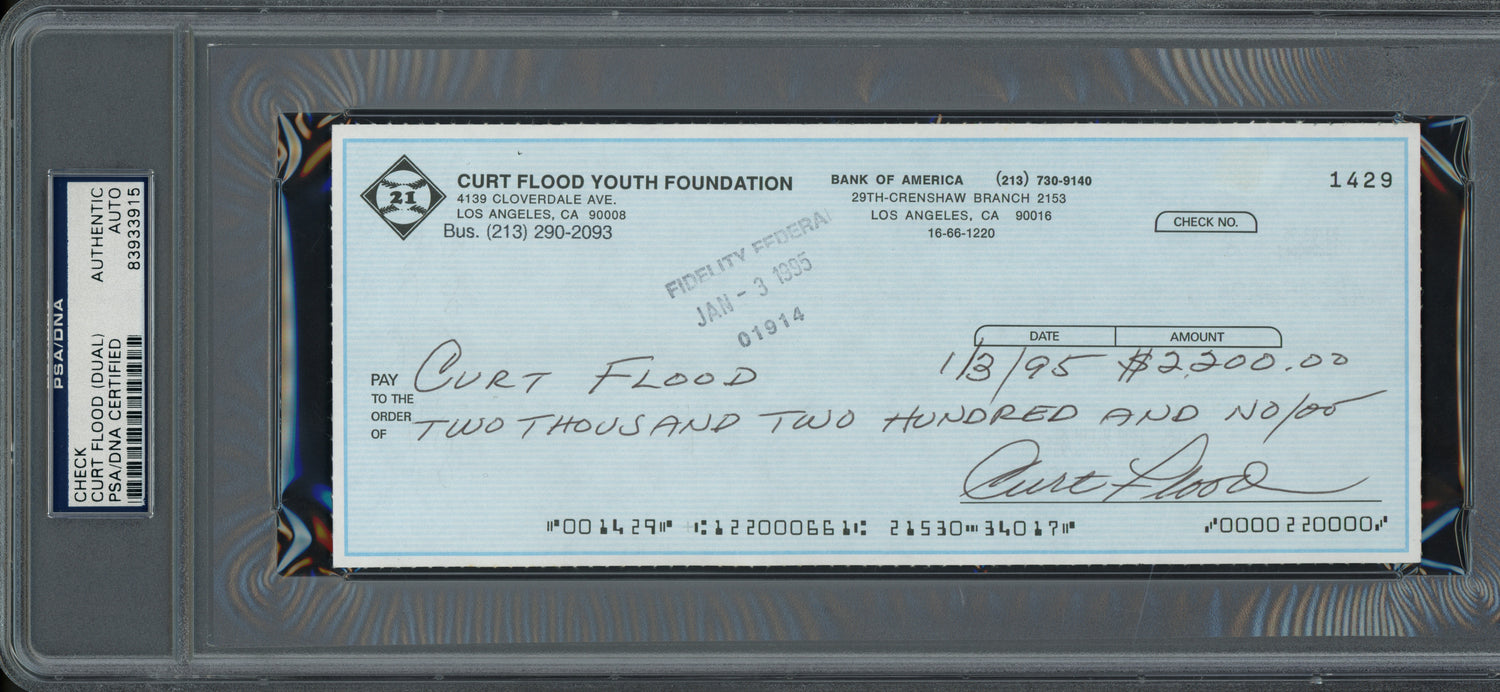 CHECK
CURT FLOOD (DUAL)
PSA/DNA CERTIFIED
AUTHENTIC
AUTO
83933915
PSA/DNA
21
CURT FLOOD YOUTH FOUNDATION
4139 CLOVERDALE AVE.
LOS ANGELES, CA 90008
Bus. (213) 290-2093
BANK OF AMERICA (213) 730-9140
29TH-CRENSHAW BRANCH 2153
LOS ANGELES, CA 90016
16-66-1220
1429
CHECK NO.
FIDELITY FEDERAL
JAN - 3 1995
01914
DATE AMOUNT
PAY TO THE ORDER OF
CURT FLOOD 1/3/95 $2,200.00
TWO THOUSAND TWO HUNDRED AND NO/00
Curt Flood
⑈001429⑈ ⑆122000661⑆ 21530⑉34017⑈ ⑇0000220000⑇